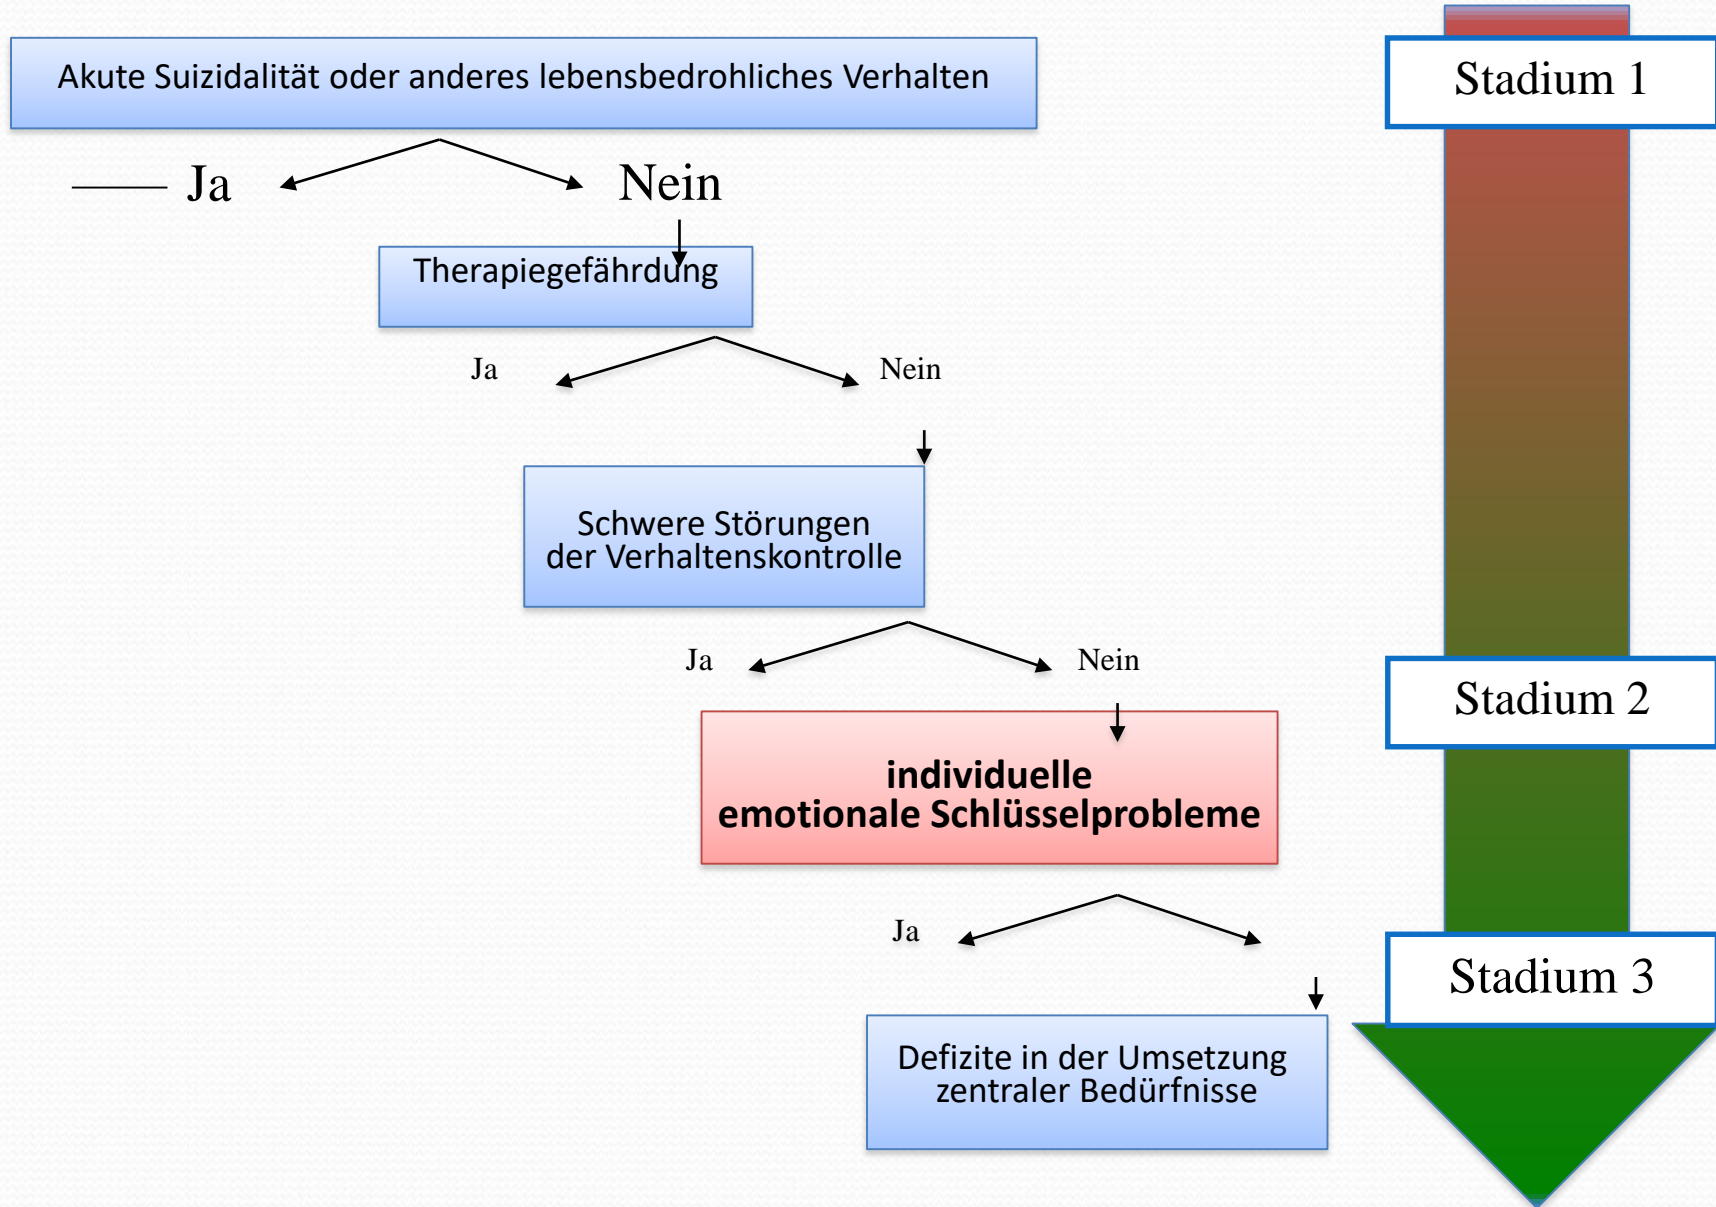 Akute Suizidalität oder anderes lebensbedrohliches Verhalten
Stadium 1
Ja
Nein
Therapiegefährdung
Ja
Nein
Schwere Störungen
der Verhaltenskontrolle
Ja
Nein
Stadium 2
individuelle
emotionale Schlüsselprobleme
Ja
Stadium 3
Defizite in der Umsetzung
zentraler Bedürfnisse